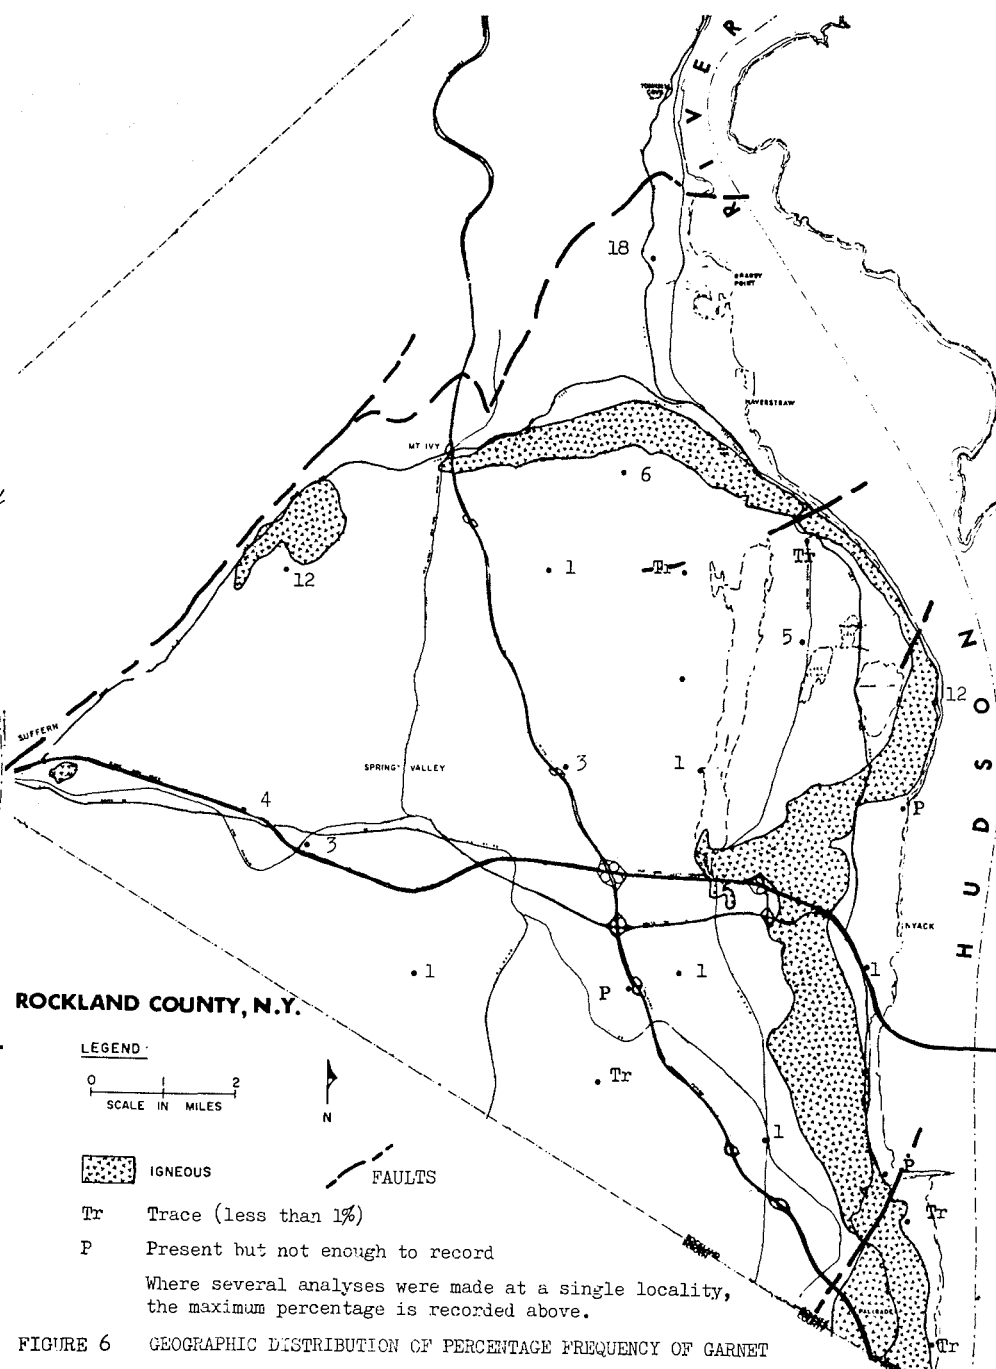 R
E
V
I
R
18
GRASSY
POINT
HAVERSTRAW
MT IVY
6
12
1
Tr
Tr
5
N
12
O
SUFFERN
SPRING VALLEY
3
1
S
4
P
3
D
U
NYACK
H
1
1
1
P
ROCKLAND COUNTY, N.Y.
LEGEND
0 1 2
SCALE IN MILES
N
Tr
1
IGNEOUS
FAULTS
P
Tr Trace (less than 1%)
Tr
P Present but not enough to record
Where several analyses were made at a single locality,
the maximum percentage is recorded above.
PALISADE
Tr
FIGURE 6 GEOGRAPHIC DISTRIBUTION OF PERCENTAGE FREQUENCY OF GARNET